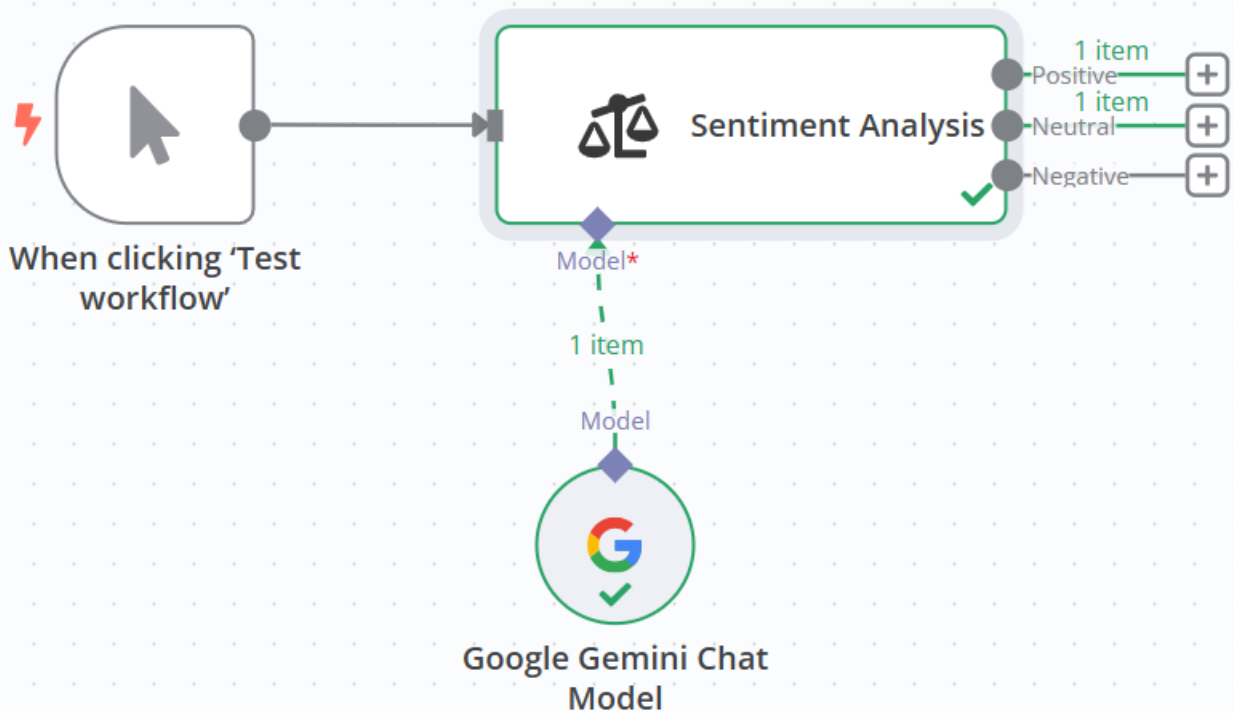 1 item
Positive
1 item
Sentiment Analysis
Neutral
Negative
When clicking ‘Test
workflow’
Model*
1 item
Model
Google Gemini Chat
Model